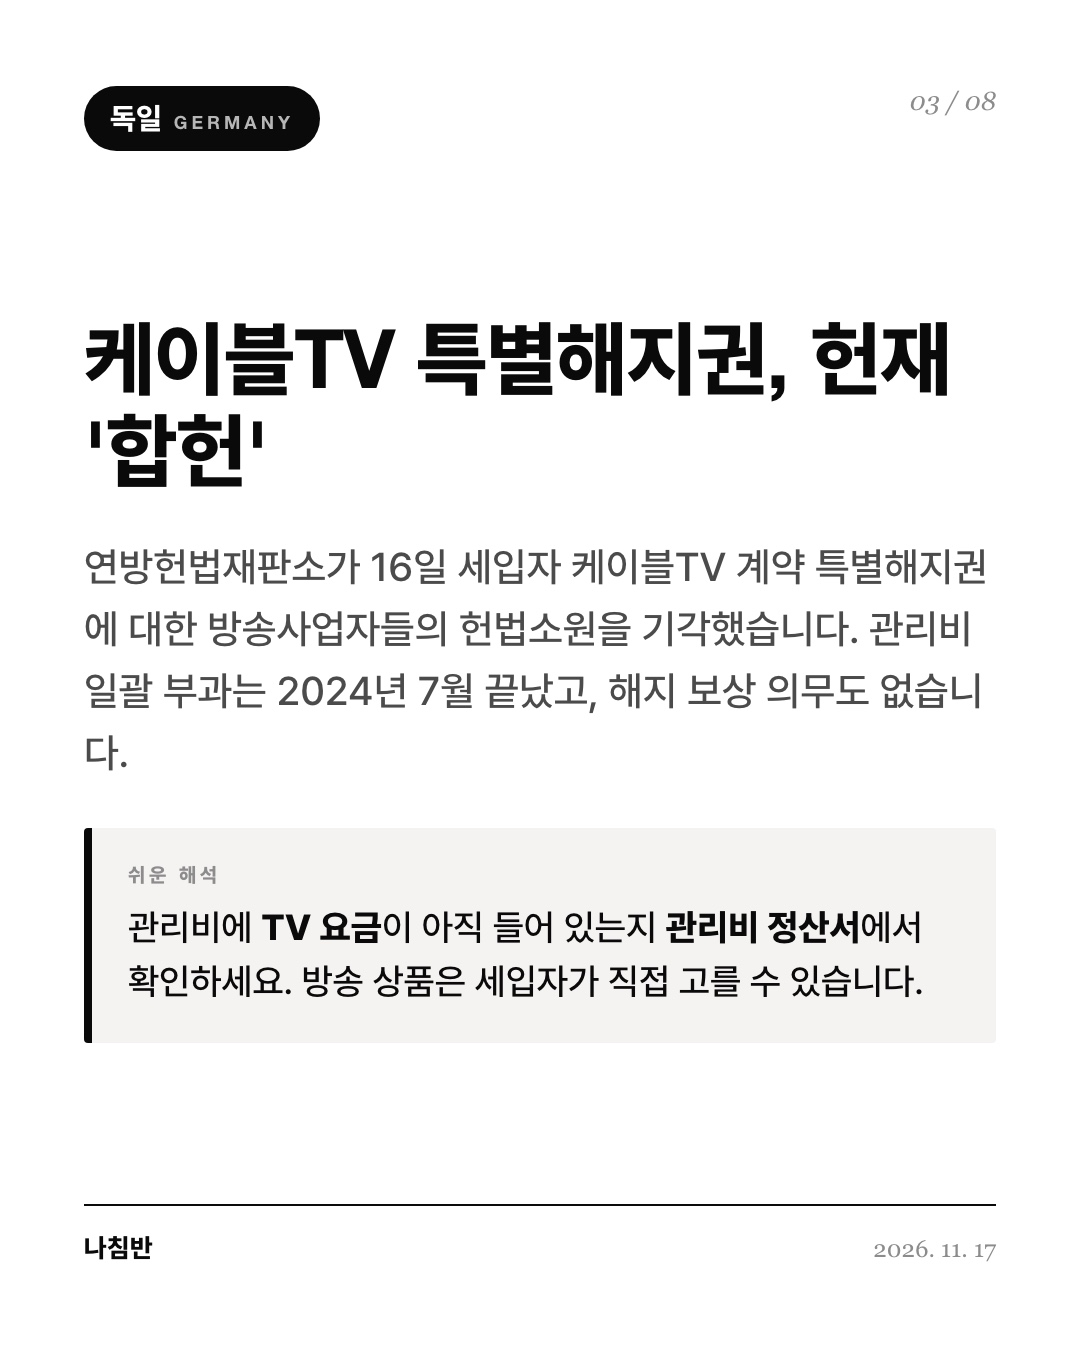 독일 GERMANY
03 / 08
케이블TV 특별해지권, 헌재
'합헌'
연방헌법재판소가 16일 세입자 케이블TV 계약 특별해지권
에 대한 방송사업자들의 헌법소원을 기각했습니다. 관리비
일괄 부과는 2024년 7월 끝났고, 해지 보상 의무도 없습니
다.
쉬운 해석
관리비에 TV 요금이 아직 들어 있는지 관리비 정산서에서
확인하세요. 방송 상품은 세입자가 직접 고를 수 있습니다.
나침반
2026. 11. 17